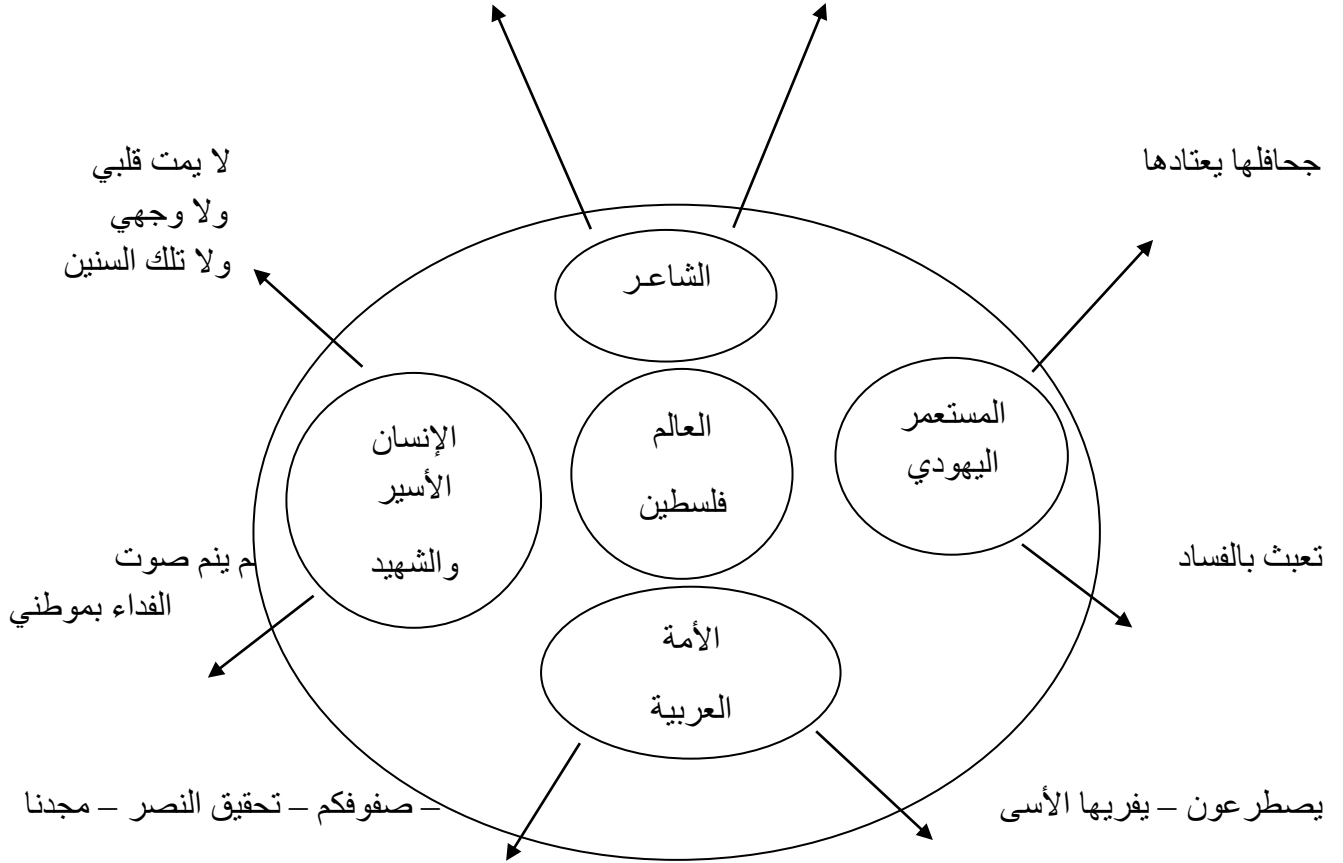 جحافلها يعتادها
لا يمت قلبي
ولا وجهي
ولا تلك السنين
الشاعـر
المستعمر
اليهودي
العالم
فلسطين
الإنسان
الأسير
والشهيد
تعبث بالفساد
م ينم صوت
الفداء بموطني
الأمة
العربية
يصطرعون – يفريها الأسى
– صفوفكم – تحقيق النصر – مجدنا